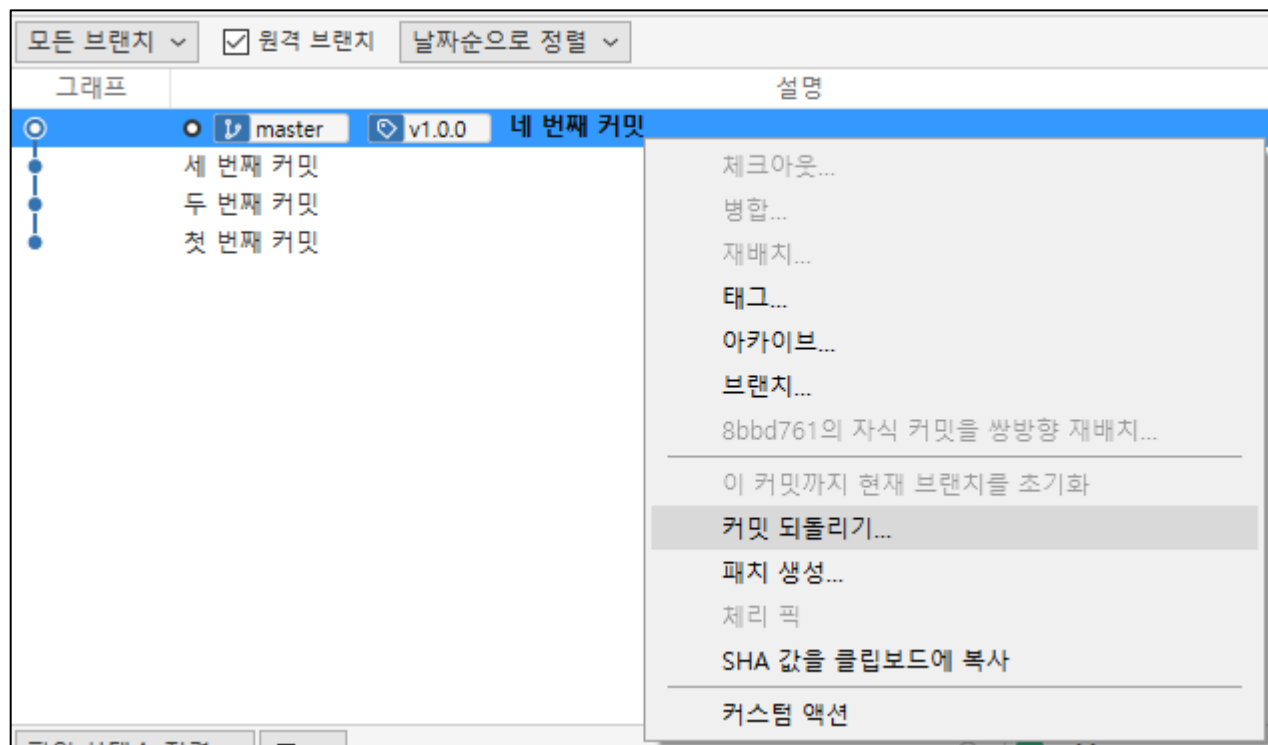 모든 브랜치 원격 브랜치 날짜순으로 정렬
그래프 설명
master v1.0.0 네 번째 커밋
세 번째 커밋
두 번째 커밋
첫 번째 커밋
체크아웃...
병합...
재배치...
태그...
아카이브...
브랜치...
8bbd761의 자식 커밋을 쌍방향 재배치...
이 커밋까지 현재 브랜치를 초기화
커밋 되돌리기...
패치 생성...
체리 픽
SHA 값을 클립보드에 복사
커스텀 액션